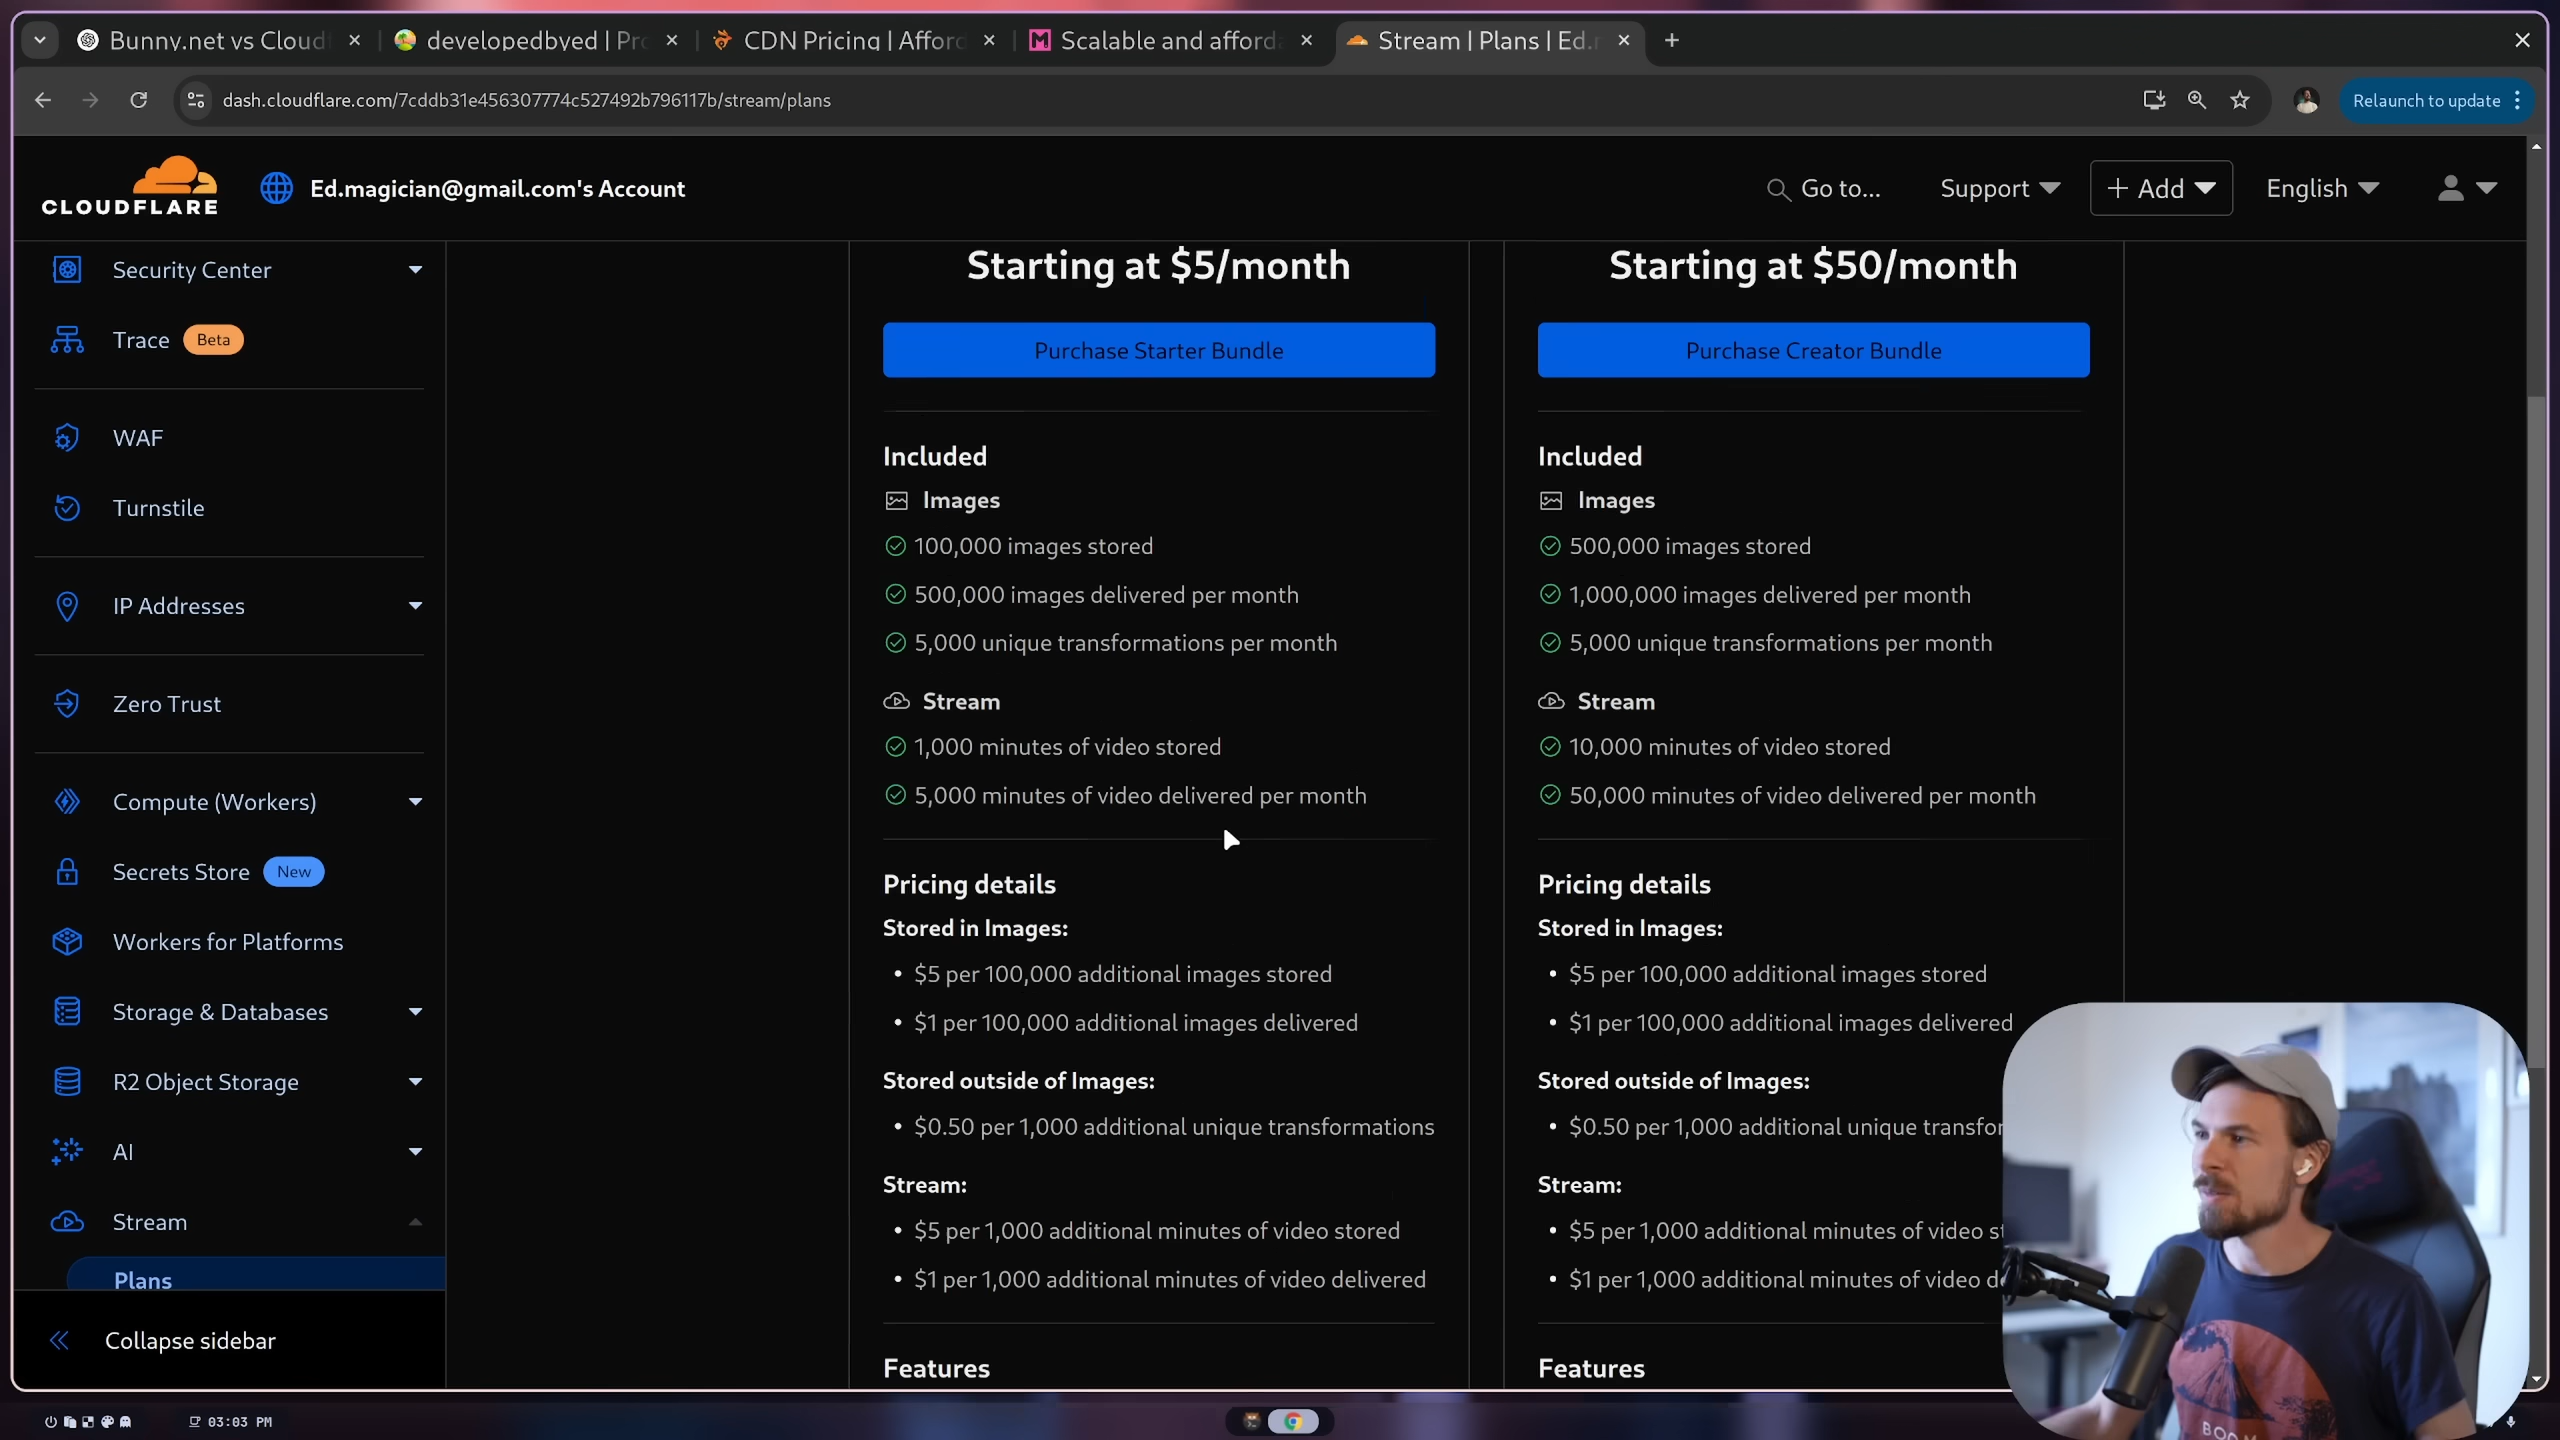 Bunny.net vs Cloudf
developedbyed | Pro
CDN Pricing | Afford
Scalable and afforda
Stream | Plans | Ed.m
dash.cloudflare.com/7cddb31e456307774c527492b796117b/stream/plans
Relaunch to update
CLOUDFLARE
Ed.magician@gmail.com's Account
Go to...
Support
+ Add
English
Security Center
Trace
Beta
WAF
Turnstile
IP Addresses
Zero Trust
Compute (Workers)
Secrets Store
New
Workers for Platforms
Storage & Databases
R2 Object Storage
AI
Stream
Plans
Collapse sidebar
Starting at $5/month
Purchase Starter Bundle
Included
Images
100,000 images stored
500,000 images delivered per month
5,000 unique transformations per month
Stream
1,000 minutes of video stored
5,000 minutes of video delivered per month
Pricing details
Stored in Images:
• $5 per 100,000 additional images stored
• $1 per 100,000 additional images delivered
Stored outside of Images:
• $0.50 per 1,000 additional unique transformations
Stream:
• $5 per 1,000 additional minutes of video stored
• $1 per 1,000 additional minutes of video delivered
Features
Starting at $50/month
Purchase Creator Bundle
Included
Images
500,000 images stored
1,000,000 images delivered per month
5,000 unique transformations per month
Stream
10,000 minutes of video stored
50,000 minutes of video delivered per month
Pricing details
Stored in Images:
• $5 per 100,000 additional images stored
• $1 per 100,000 additional images delivered
Stored outside of Images:
• $0.50 per 1,000 additional unique transfor
Stream:
• $5 per 1,000 additional minutes of video st
• $1 per 1,000 additional minutes of video de
Features
03:03 PM